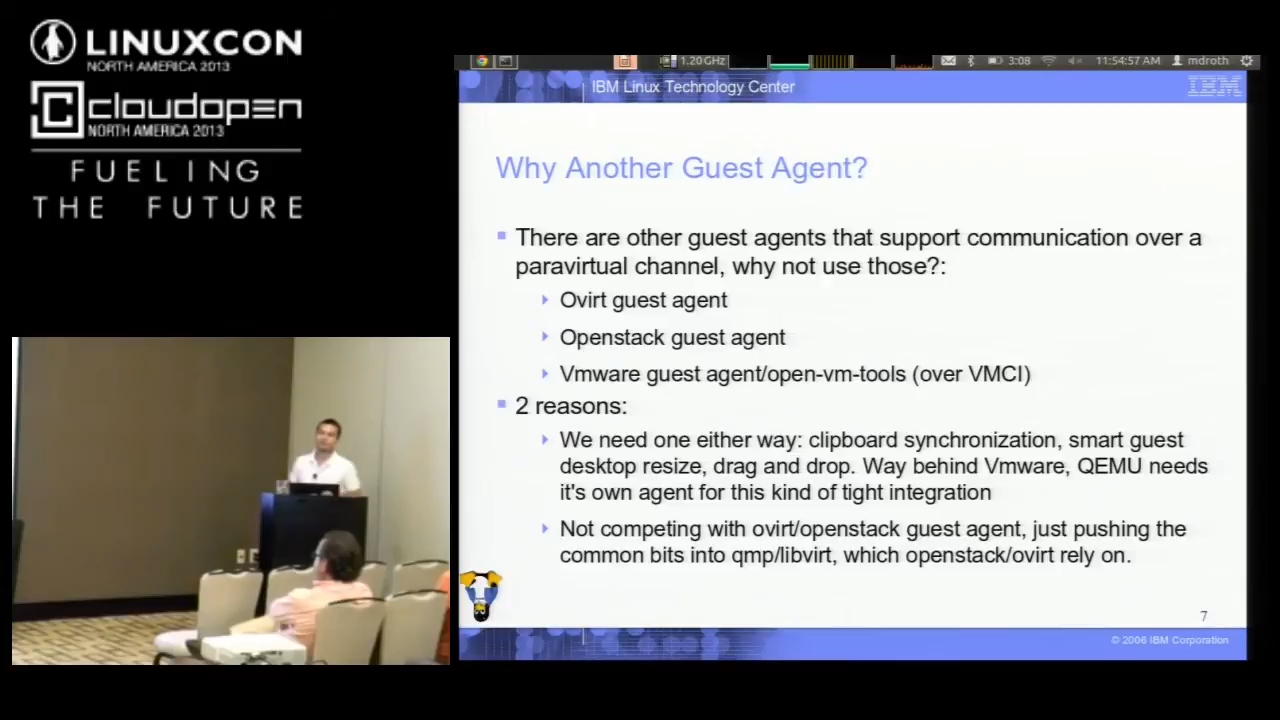 LINUXCON
NORTH AMERICA 2013
cloudopen
NORTH AMERICA 2013
FUELING
THE FUTURE
1.20 GHz
3:08
11:54:57 AM
mdroth
IBM Linux Technology Center
IBM
Why Another Guest Agent?
There are other guest agents that support communication over a
paravirtual channel, why not use those?:
Ovirt guest agent
Openstack guest agent
Vmware guest agent/open-vm-tools (over VMCI)
2 reasons:
We need one either way: clipboard synchronization, smart guest
desktop resize, drag and drop. Way behind Vmware, QEMU needs
it's own agent for this kind of tight integration
Not competing with ovirt/openstack guest agent, just pushing the
common bits into qmp/libvirt, which openstack/ovirt rely on.
7
© 2006 IBM Corporation